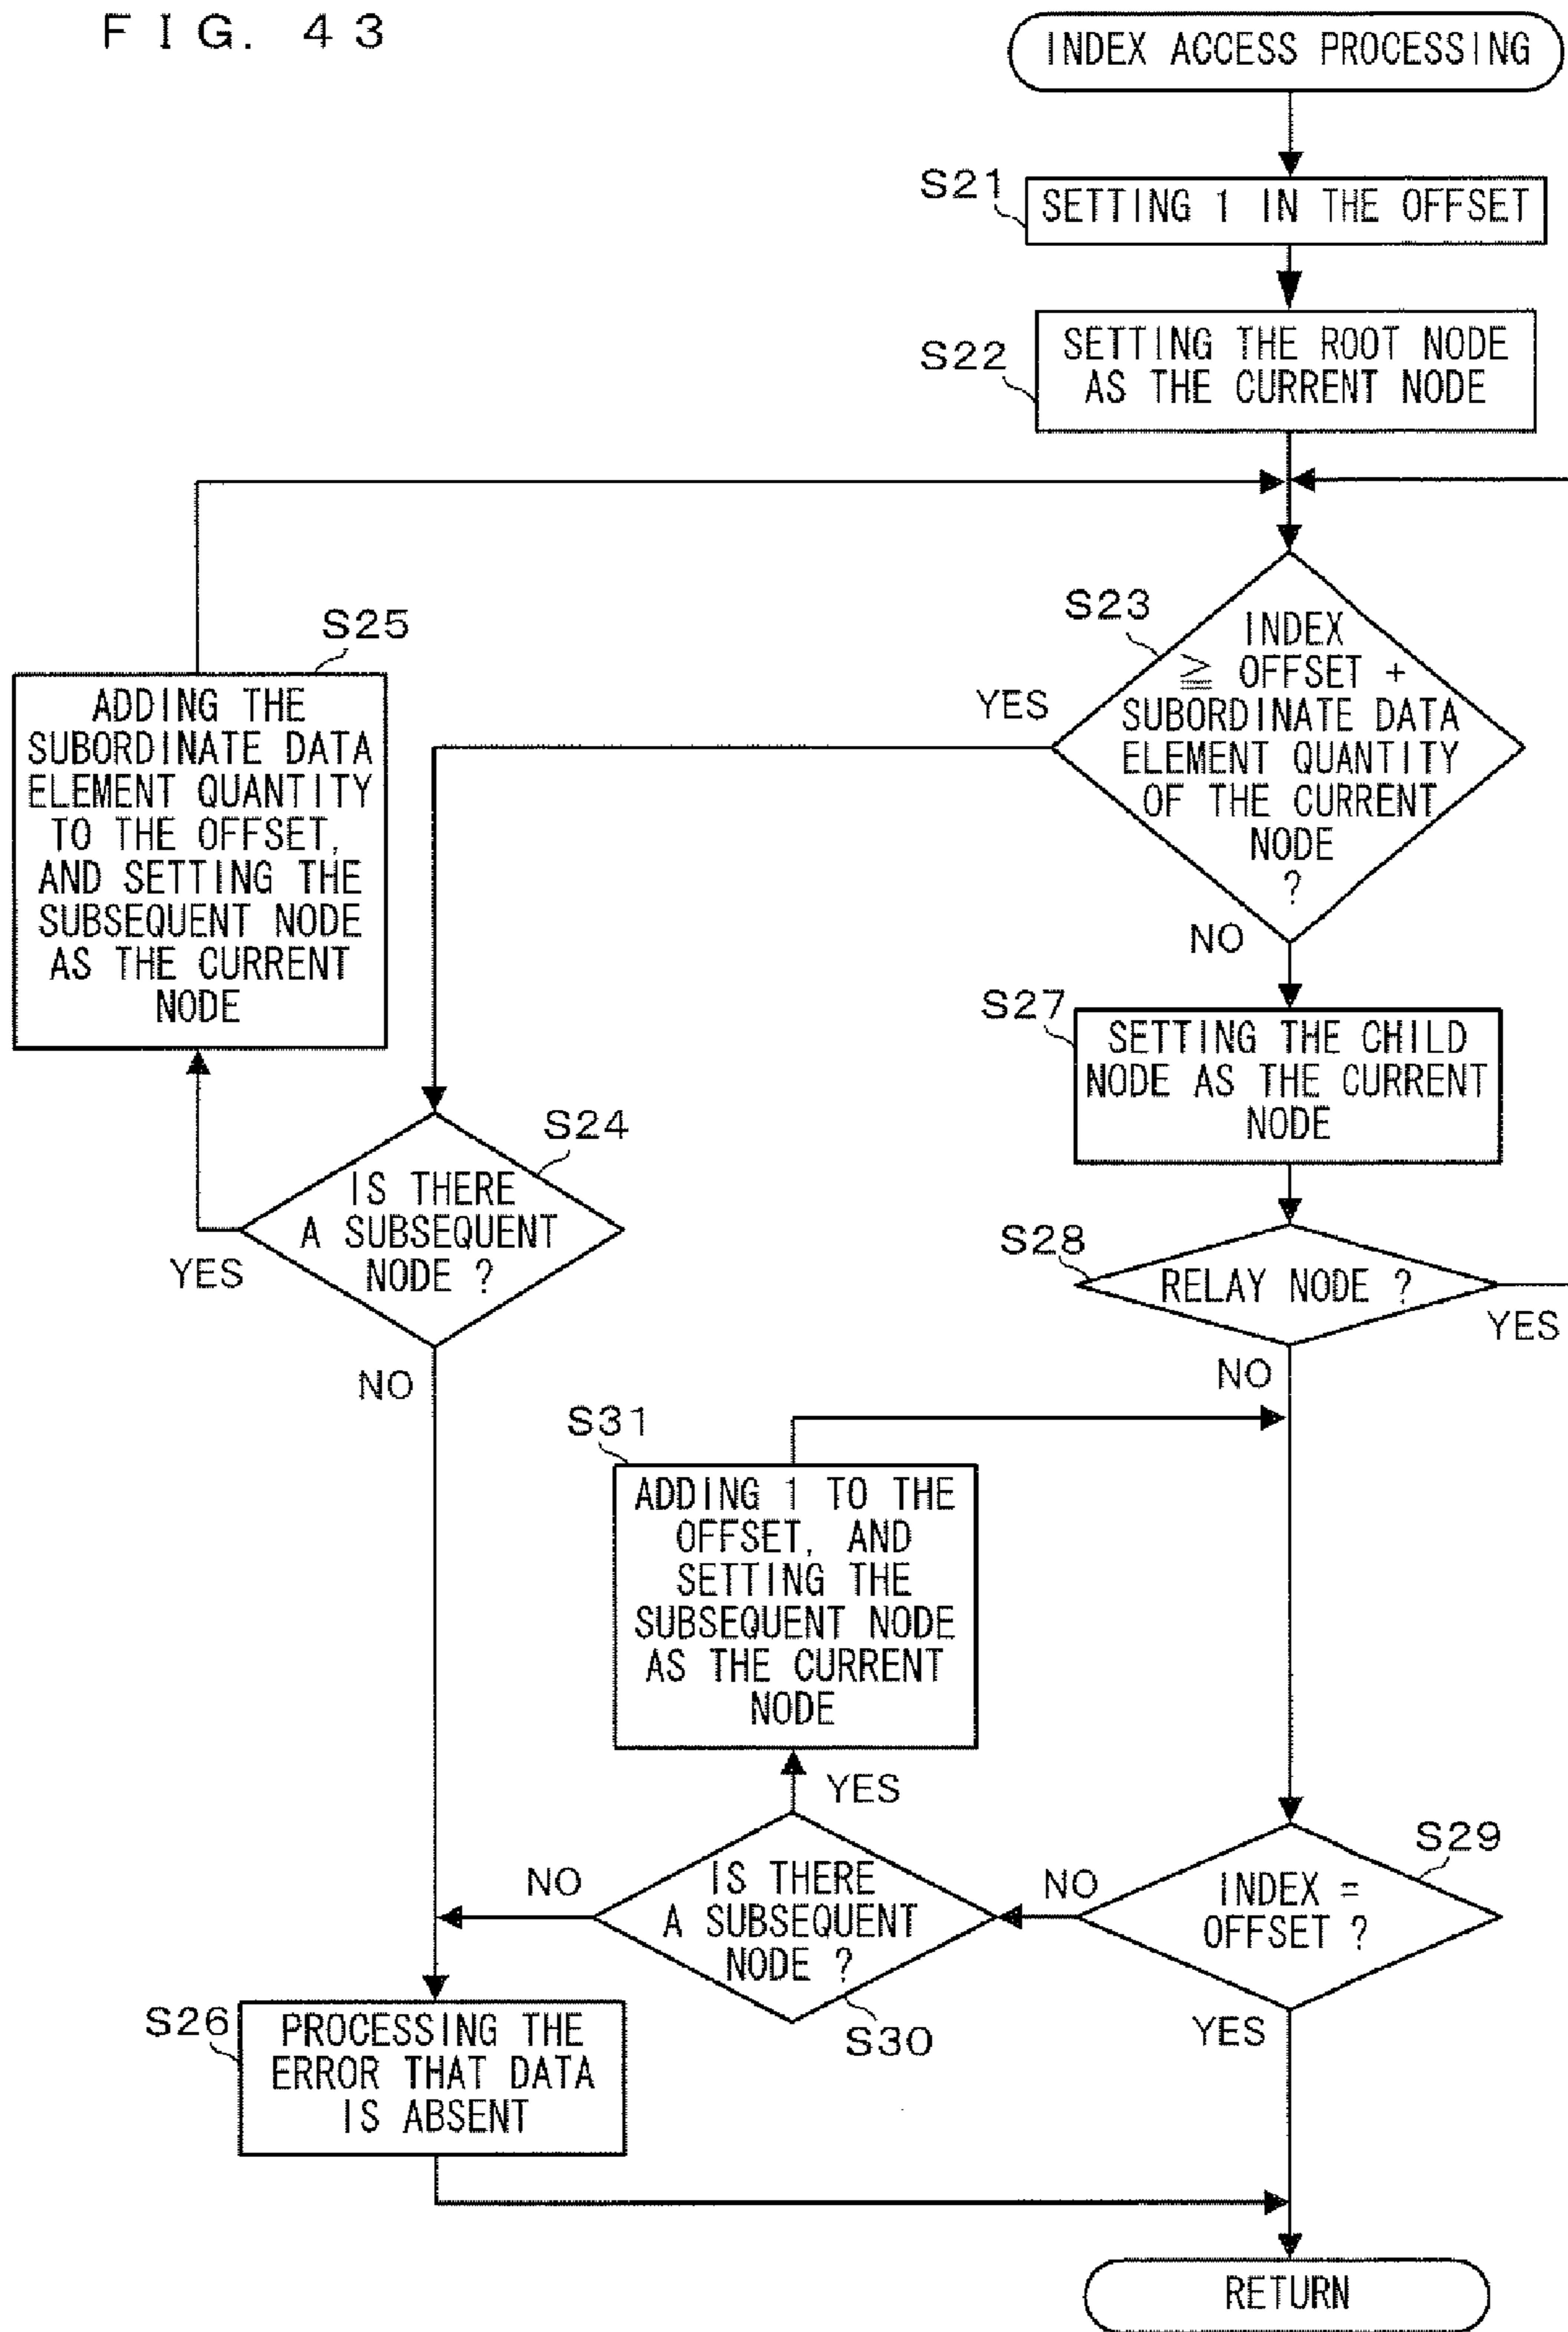 FIG. 43
INDEX ACCESS PROCESSING
S21
SETTING 1 IN THE OFFSET
S22
SETTING THE ROOT NODE
AS THE CURRENT NODE
S23
INDEX
≧ OFFSET +
SUBORDINATE DATA
ELEMENT QUANTITY
OF THE CURRENT
NODE
?
YES
NO
S25
ADDING THE
SUBORDINATE DATA
ELEMENT QUANTITY
TO THE OFFSET,
AND SETTING THE
SUBSEQUENT NODE
AS THE CURRENT
NODE
S27
SETTING THE CHILD
NODE AS THE CURRENT
NODE
S24
IS THERE
A SUBSEQUENT
NODE ?
YES
NO
S28
RELAY NODE ?
YES
NO
S31
ADDING 1 TO THE
OFFSET, AND
SETTING THE
SUBSEQUENT NODE
AS THE CURRENT
NODE
YES
S29
INDEX =
OFFSET ?
NO
YES
IS THERE
A SUBSEQUENT
NODE ?
NO
S30
S26
PROCESSING THE
ERROR THAT DATA
IS ABSENT
RETURN